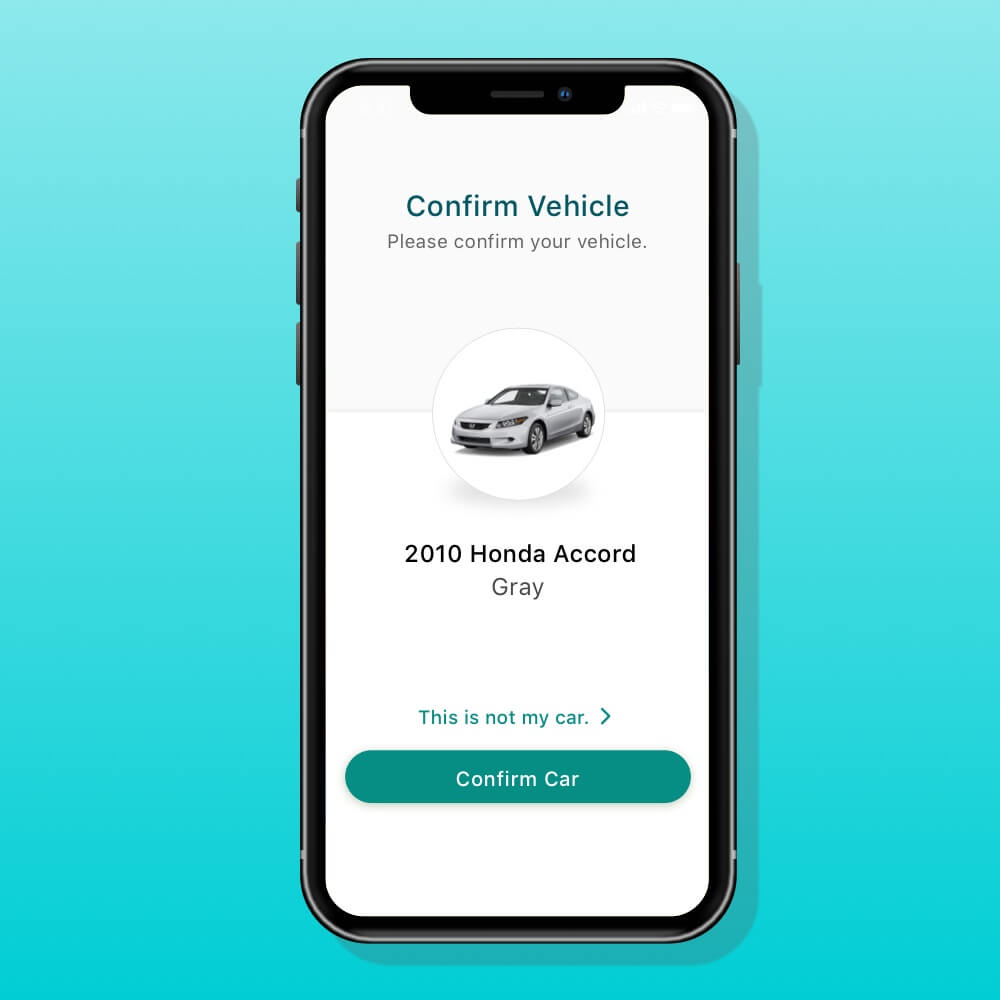 Confirm Vehicle
Please confirm your vehicle.
2010 Honda Accord
Gray
This is not my car.
Confirm Car